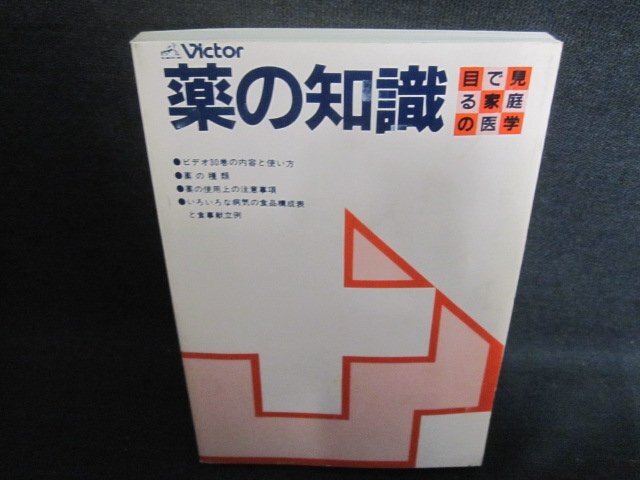 Victor
薬の知識
目で見
る家庭
の医学
●ビデオ30巻の内容と使い方
●薬の種類
●薬の使用上の注意事項
●いろいろな病気の食品構成表
と食事献立例